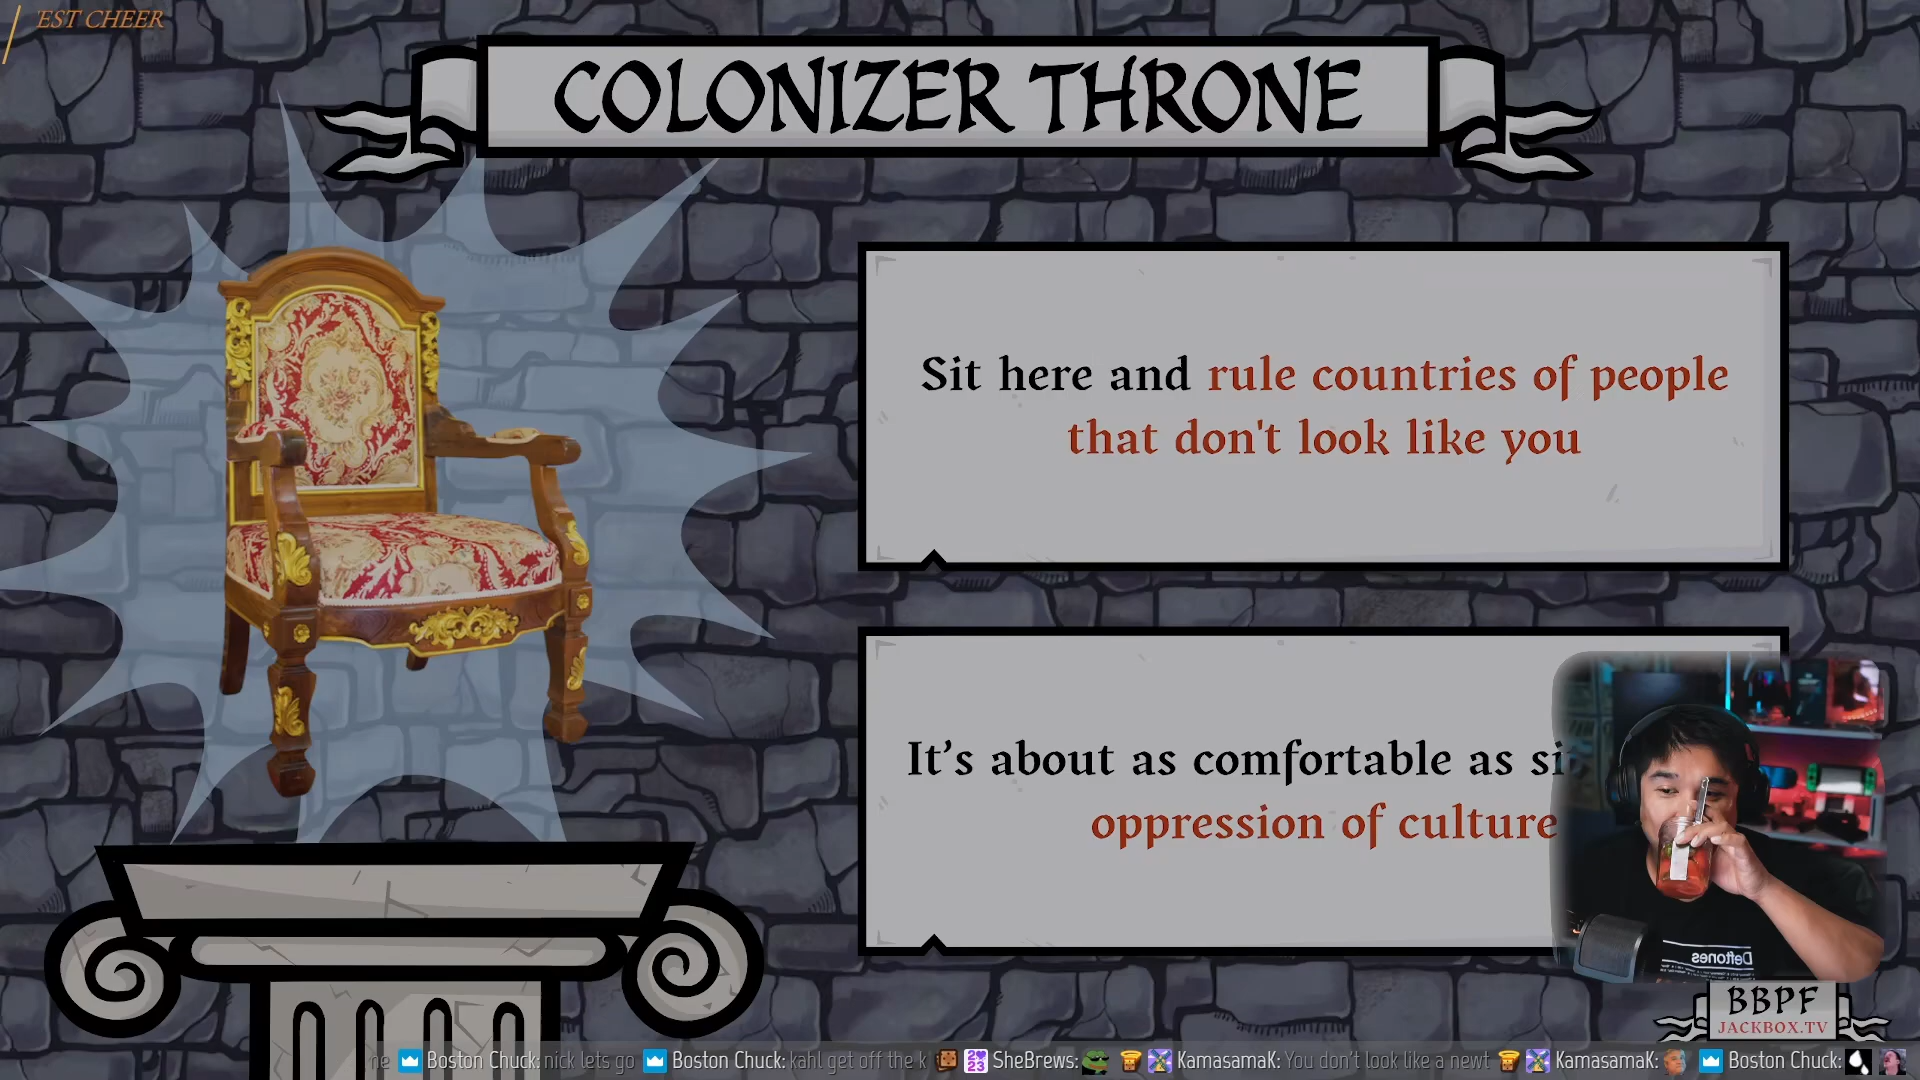 'EST CHEER
COLONIZER THRONE
Sit here and rule countries of people
that don't look like you
It's about as comfortable as si
oppression of culture
Deftones
BBPF
JACKBOX.TV
ne Boston Chuck: nick lets go Boston Chuck: kahl get off the k 2023 SheBrews: KamasamaK: You don't look like a newt KamasamaK: Boston Chuck: